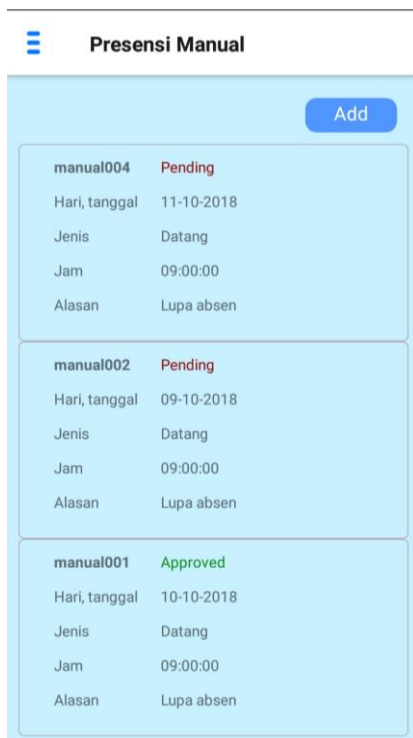 Presensi Manual
Add
manual004 Pending
Hari, tanggal 11-10-2018
Jenis Datang
Jam 09:00:00
Alasan Lupa absen
manual002 Pending
Hari, tanggal 09-10-2018
Jenis Datang
Jam 09:00:00
Alasan Lupa absen
manual001 Approved
Hari, tanggal 10-10-2018
Jenis Datang
Jam 09:00:00
Alasan Lupa absen